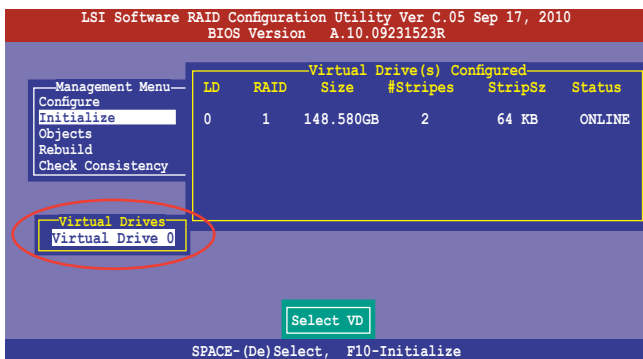 LSI Software RAID Configuration Utility Ver C.05 Sep 17, 2010
BIOS Version A.10.09231523R
Virtual Drive(s) Configured
LD RAID Size #Stripes StripSz Status
0 1 148.580GB 2 64 KB ONLINE
Management Menu
Configure
Initialize
Objects
Rebuild
Check Consistency
Virtual Drives
Virtual Drive 0
Select VD
SPACE-(De)Select, F10-Initialize